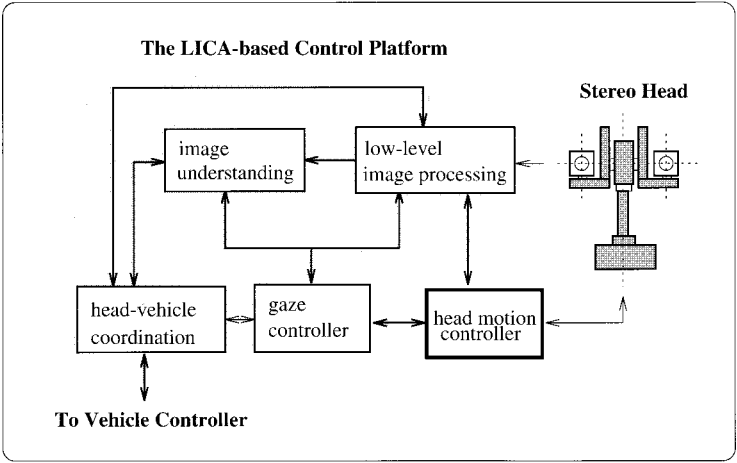 The LICA-based Control Platform
Stereo Head
image
understanding
low-level
image processing
head-vehicle
coordination
gaze
controller
head motion
controller
To Vehicle Controller